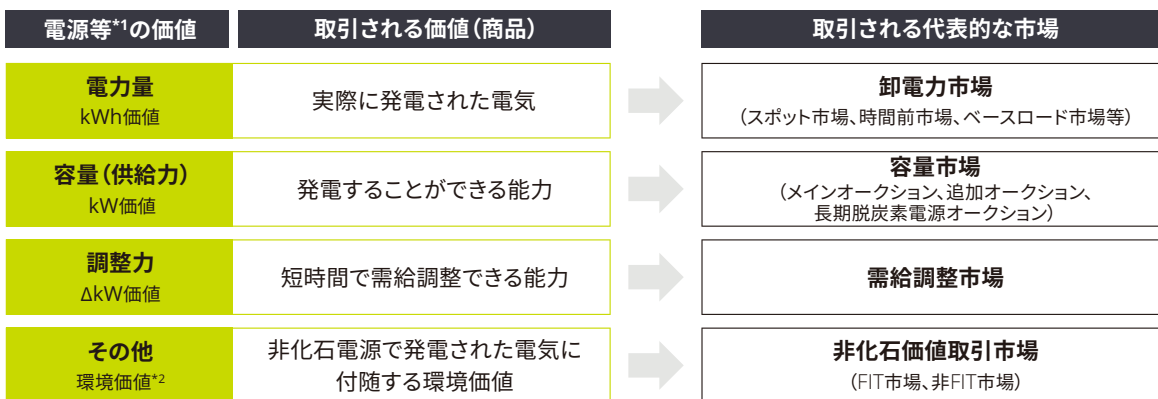 電源等*1の価値
取引される価値（商品）
取引される代表的な市場
電力量
kWh価値
実際に発電された電気
卸電力市場
（スポット市場、時間前市場、ベースロード市場等）
容量（供給力）
kW価値
発電することができる能力
容量市場
（メインオークション、追加オークション、
長期脱炭素電源オークション）
調整力
ΔkW価値
短時間で需給調整できる能力
需給調整市場
その他
環境価値*2
非化石電源で発電された電気に
付随する環境価値
非化石価値取引市場
（FIT市場、非FIT市場）